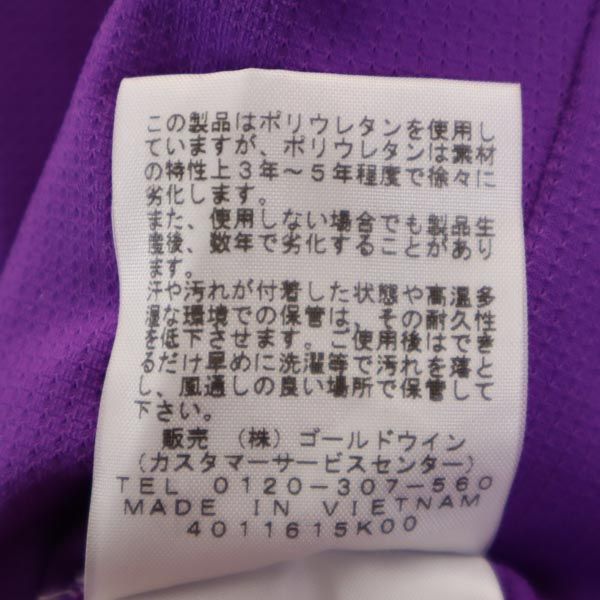 この製品はポリウレタンを使用し
ていますが、ポリウレタンは素材
の特性上3年～5年程度で徐々に
劣化します。
また、使用しない場合でも製品生
産後、数年で劣化することがあり
ます。
汗や汚れが付着した状態や高温多
湿な環境での保管は、その耐久性
を低下させます。ご使用後はでき
るだけ早めに洗濯等で汚れを落と
し、風通しの良い場所で保管して
下さい。
販売 （株）ゴールドウイン
（カスタマーサービスセンター）
TEL 0120-307-560
MADE IN VIETNAM
4011615K00